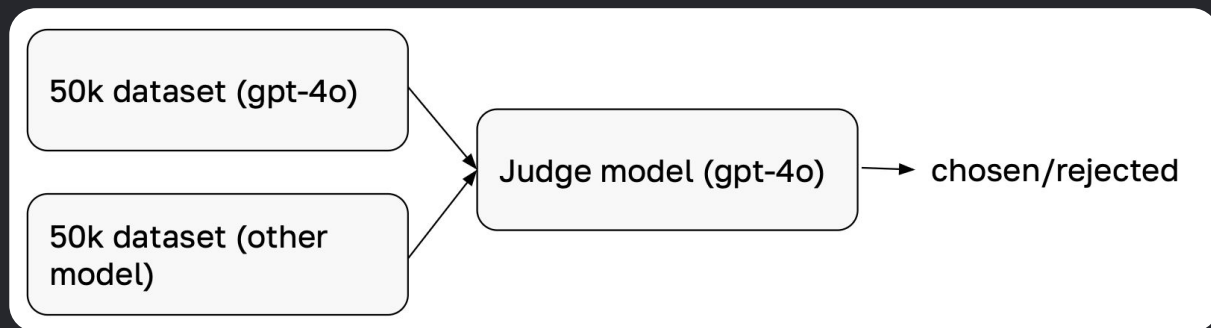 50k dataset (gpt-4o)
50k dataset (other
model)
Judge model (gpt-4o)
chosen/rejected